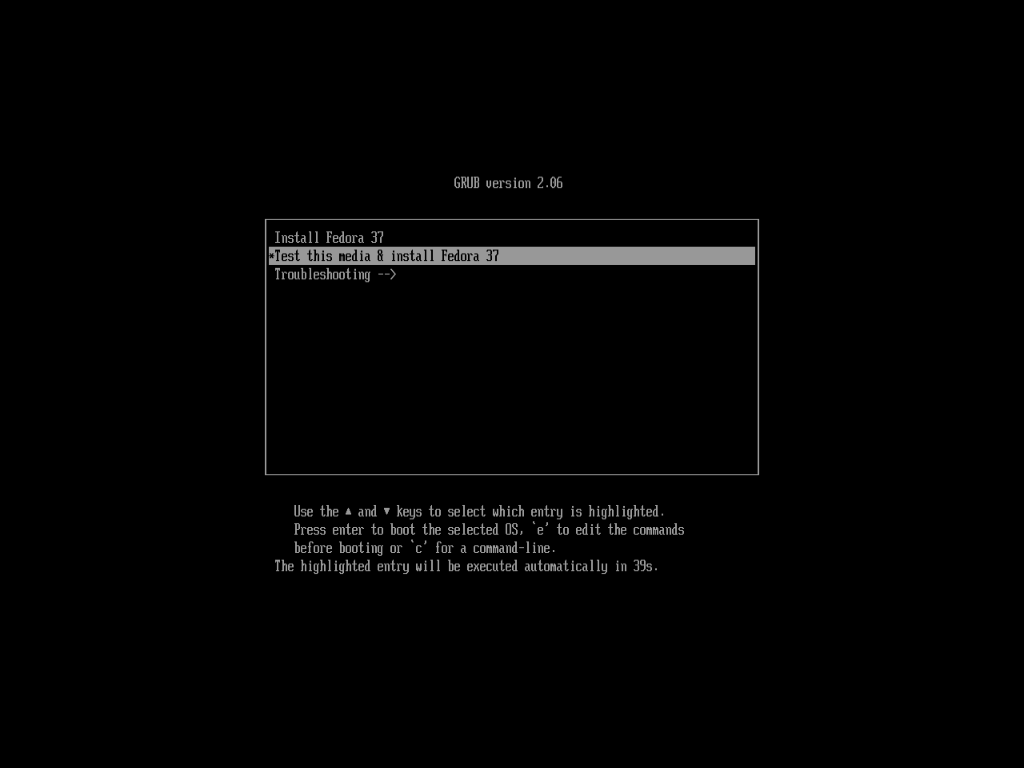 GRUB version 2.06
Install Fedora 37
*Test this media & install Fedora 37
Troubleshooting -->
Use the ▲ and ▼ keys to select which entry is highlighted.
Press enter to boot the selected OS, `e' to edit the commands
before booting or `c' for a command-line.
The highlighted entry will be executed automatically in 39s.